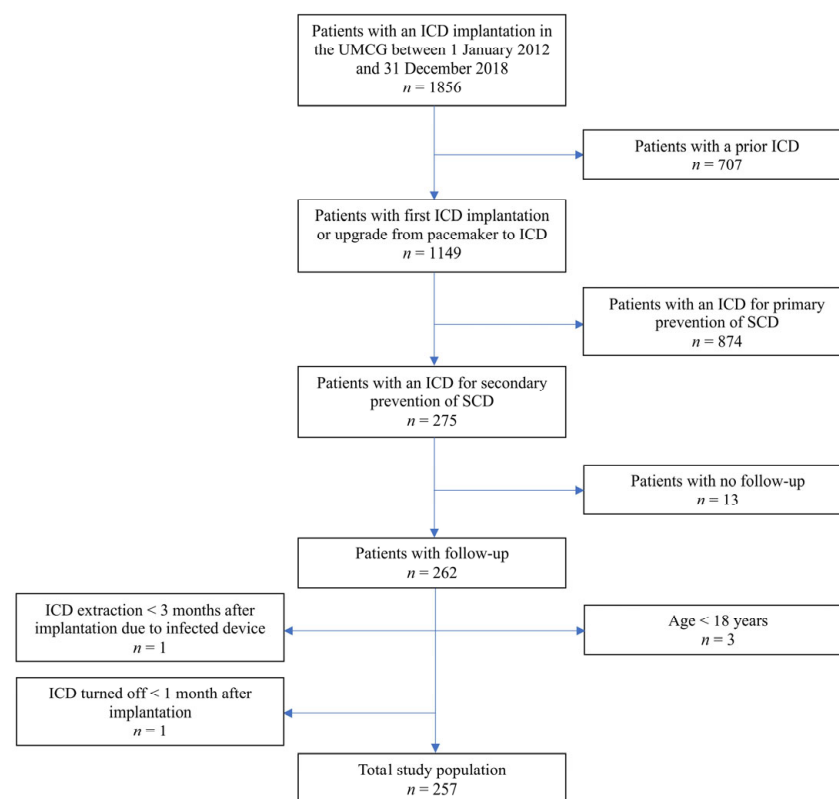 Patients with an ICD implantation in
the UMCG between 1 January 2012
and 31 December 2018
n = 1856
Patients with a prior ICD
n = 707
Patients with first ICD implantation
or upgrade from pacemaker to ICD
n = 1149
Patients with an ICD for primary
prevention of SCD
n = 874
Patients with an ICD for secondary
prevention of SCD
n = 275
Patients with no follow-up
n = 13
Patients with follow-up
n = 262
ICD extraction < 3 months after
implantation due to infected device
n = 1
Age < 18 years
n = 3
ICD turned off < 1 month after
implantation
n = 1
Total study population
n = 257